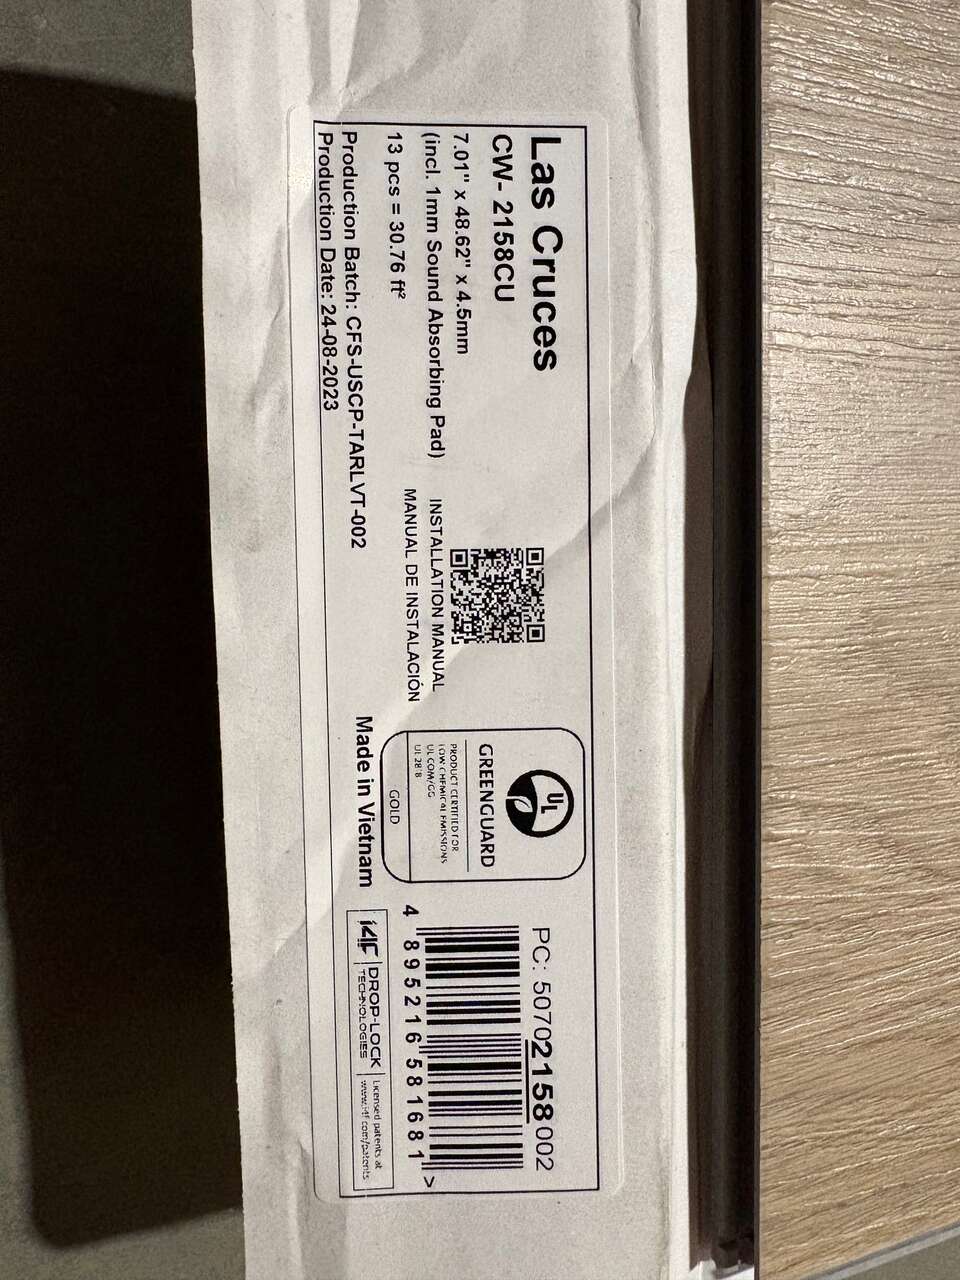 Las Cruces
CW- 2158CU
7.01" x 48.62" x 4.5mm
(incl. 1mm Sound Absorbing Pad)
13 pcs = 30.76 ft²
Production Batch: CFS-USCP-TARLVT-002
Production Date: 24-08-2023
INSTALLATION MANUAL
MANUAL DE INSTALACIÓN
UL
GREENGUARD
PRODUCT CERTIFIED FOR
LOW CHEMICAL EMISSIONS
UL.COM/GG
UL 2818
GOLD
Made in Vietnam
PC: 50702158002
4 895216 581681 >
i4F DROP-LOCK
TECHNOLOGIES
Licensed patents at
www.i4f.com/patents